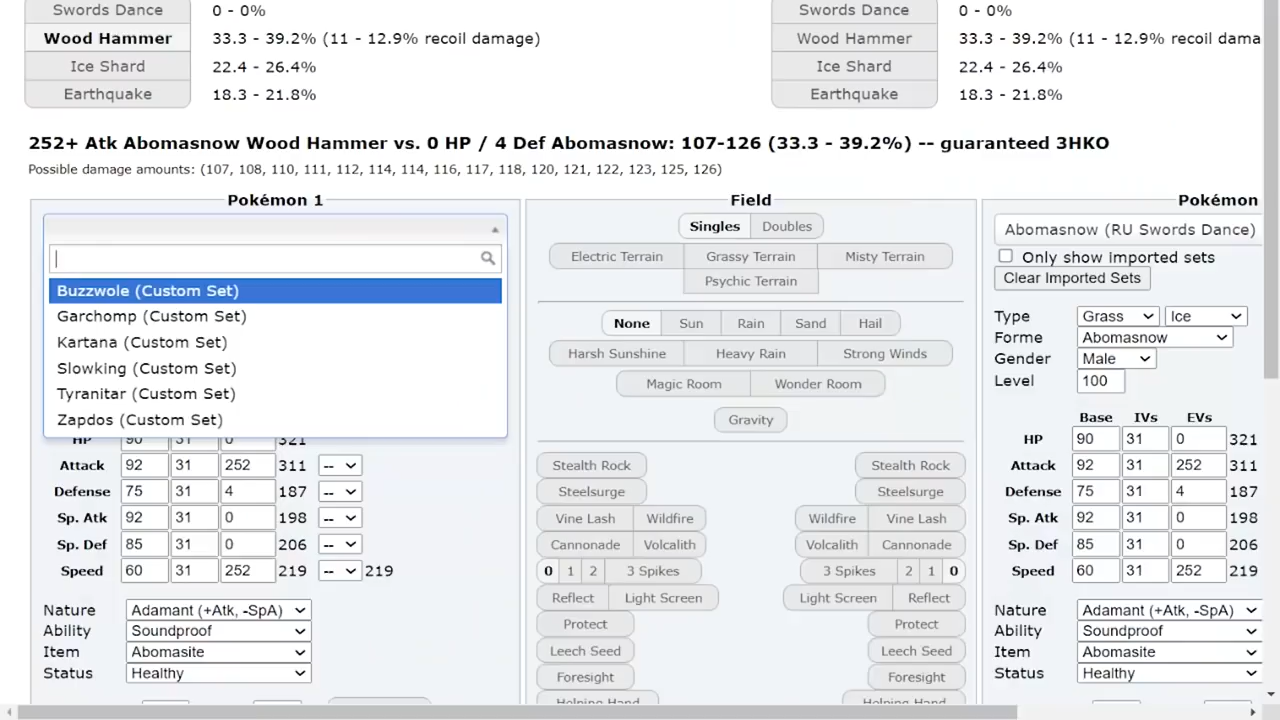 Swords Dance 0 - 0% Swords Dance 0 - 0%
Wood Hammer 33.3 - 39.2% (11 - 12.9% recoil damage) Wood Hammer 33.3 - 39.2% (11 - 12.9% recoil dama
Ice Shard 22.4 - 26.4% Ice Shard 22.4 - 26.4%
Earthquake 18.3 - 21.8% Earthquake 18.3 - 21.8%
252+ Atk Abomasnow Wood Hammer vs. 0 HP / 4 Def Abomasnow: 107-126 (33.3 - 39.2%) -- guaranteed 3HKO
Possible damage amounts: (107, 108, 110, 111, 112, 114, 114, 116, 117, 118, 120, 121, 122, 123, 125, 126)
Pokémon 1
Buzzwole (Custom Set)
Garchomp (Custom Set)
Kartana (Custom Set)
Slowking (Custom Set)
Tyranitar (Custom Set)
Zapdos (Custom Set)
HP 90 31 0 321
Attack 92 31 252 311 --
Defense 75 31 4 187 --
Sp. Atk 92 31 0 198 --
Sp. Def 85 31 0 206 --
Speed 60 31 252 219 -- 219
Nature Adamant (+Atk, -SpA)
Ability Soundproof
Item Abomasite
Status Healthy
Field
Singles Doubles
Electric Terrain Grassy Terrain Misty Terrain
Psychic Terrain
None Sun Rain Sand Hail
Harsh Sunshine Heavy Rain Strong Winds
Magic Room Wonder Room
Gravity
Stealth Rock Stealth Rock
Steelsurge Steelsurge
Vine Lash Wildfire Wildfire Vine Lash
Cannonade Volcalith Volcalith Cannonade
0 1 2 3 Spikes 3 Spikes 2 1 0
Reflect Light Screen Light Screen Reflect
Protect Protect
Leech Seed Leech Seed
Foresight Foresight
Helping Hand Helping Hand
Pokémon
Abomasnow (RU Swords Dance)
Only show Imported sets
Clear Imported Sets
Type Grass Ice
Forme Abomasnow
Gender Male
Level 100
Base IVs EVs
HP 90 31 0 321
Attack 92 31 252 311
Defense 75 31 4 187
Sp. Atk 92 31 0 198
Sp. Def 85 31 0 206
Speed 60 31 252 219
Nature Adamant (+Atk, -SpA)
Ability Soundproof
Item Abomasite
Status Healthy